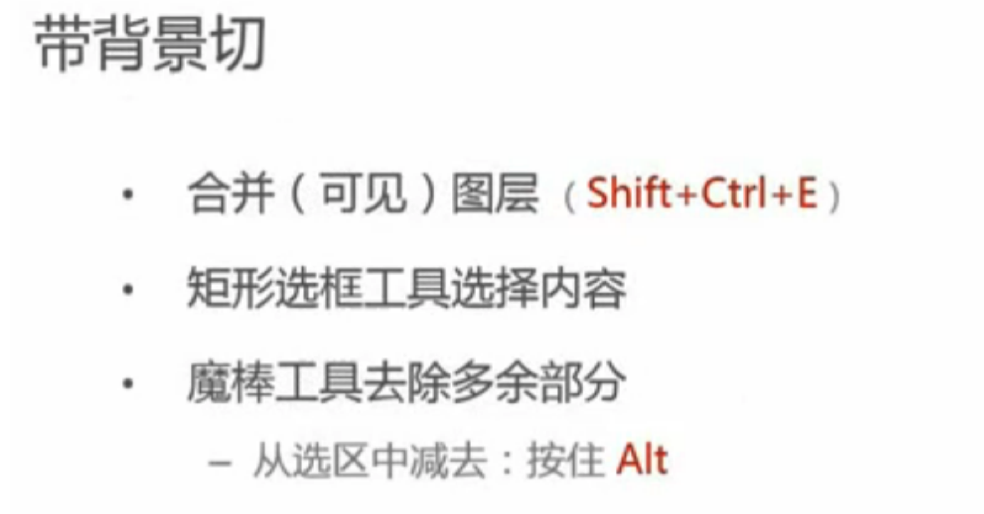 带背景切
• 合并（可见）图层（Shift+Ctrl+E）
• 矩形选框工具选择内容
• 魔棒工具去除多余部分
– 从选区中减去：按住 Alt